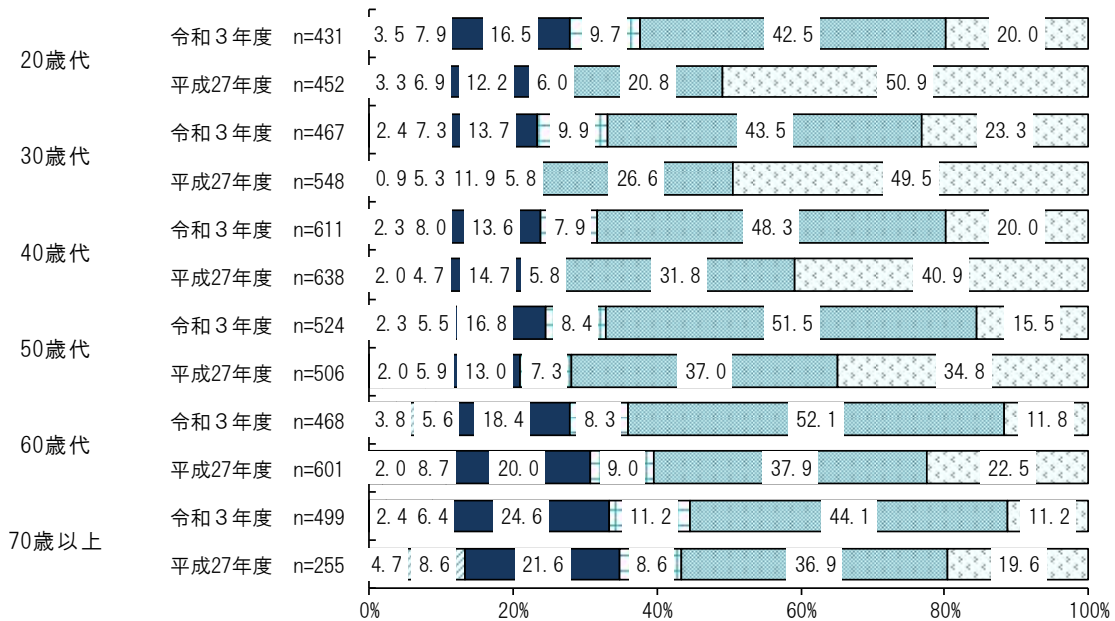 20歳代
令和３年度 n=431 3.5 7.9 16.5 9.7 42.5 20.0
平成27年度 n=452 3.3 6.9 12.2 6.0 20.8 50.9
30歳代
令和３年度 n=467 2.4 7.3 13.7 9.9 43.5 23.3
平成27年度 n=548 0.9 5.3 11.9 5.8 26.6 49.5
40歳代
令和３年度 n=611 2.3 8.0 13.6 7.9 48.3 20.0
平成27年度 n=638 2.0 4.7 14.7 5.8 31.8 40.9
50歳代
令和３年度 n=524 2.3 5.5 16.8 8.4 51.5 15.5
平成27年度 n=506 2.0 5.9 13.0 7.3 37.0 34.8
60歳代
令和３年度 n=468 3.8 5.6 18.4 8.3 52.1 11.8
平成27年度 n=601 2.0 8.7 20.0 9.0 37.9 22.5
70歳以上
令和３年度 n=499 2.4 6.4 24.6 11.2 44.1 11.2
平成27年度 n=255 4.7 8.6 21.6 8.6 36.9 19.6
0% 20% 40% 60% 80% 100%